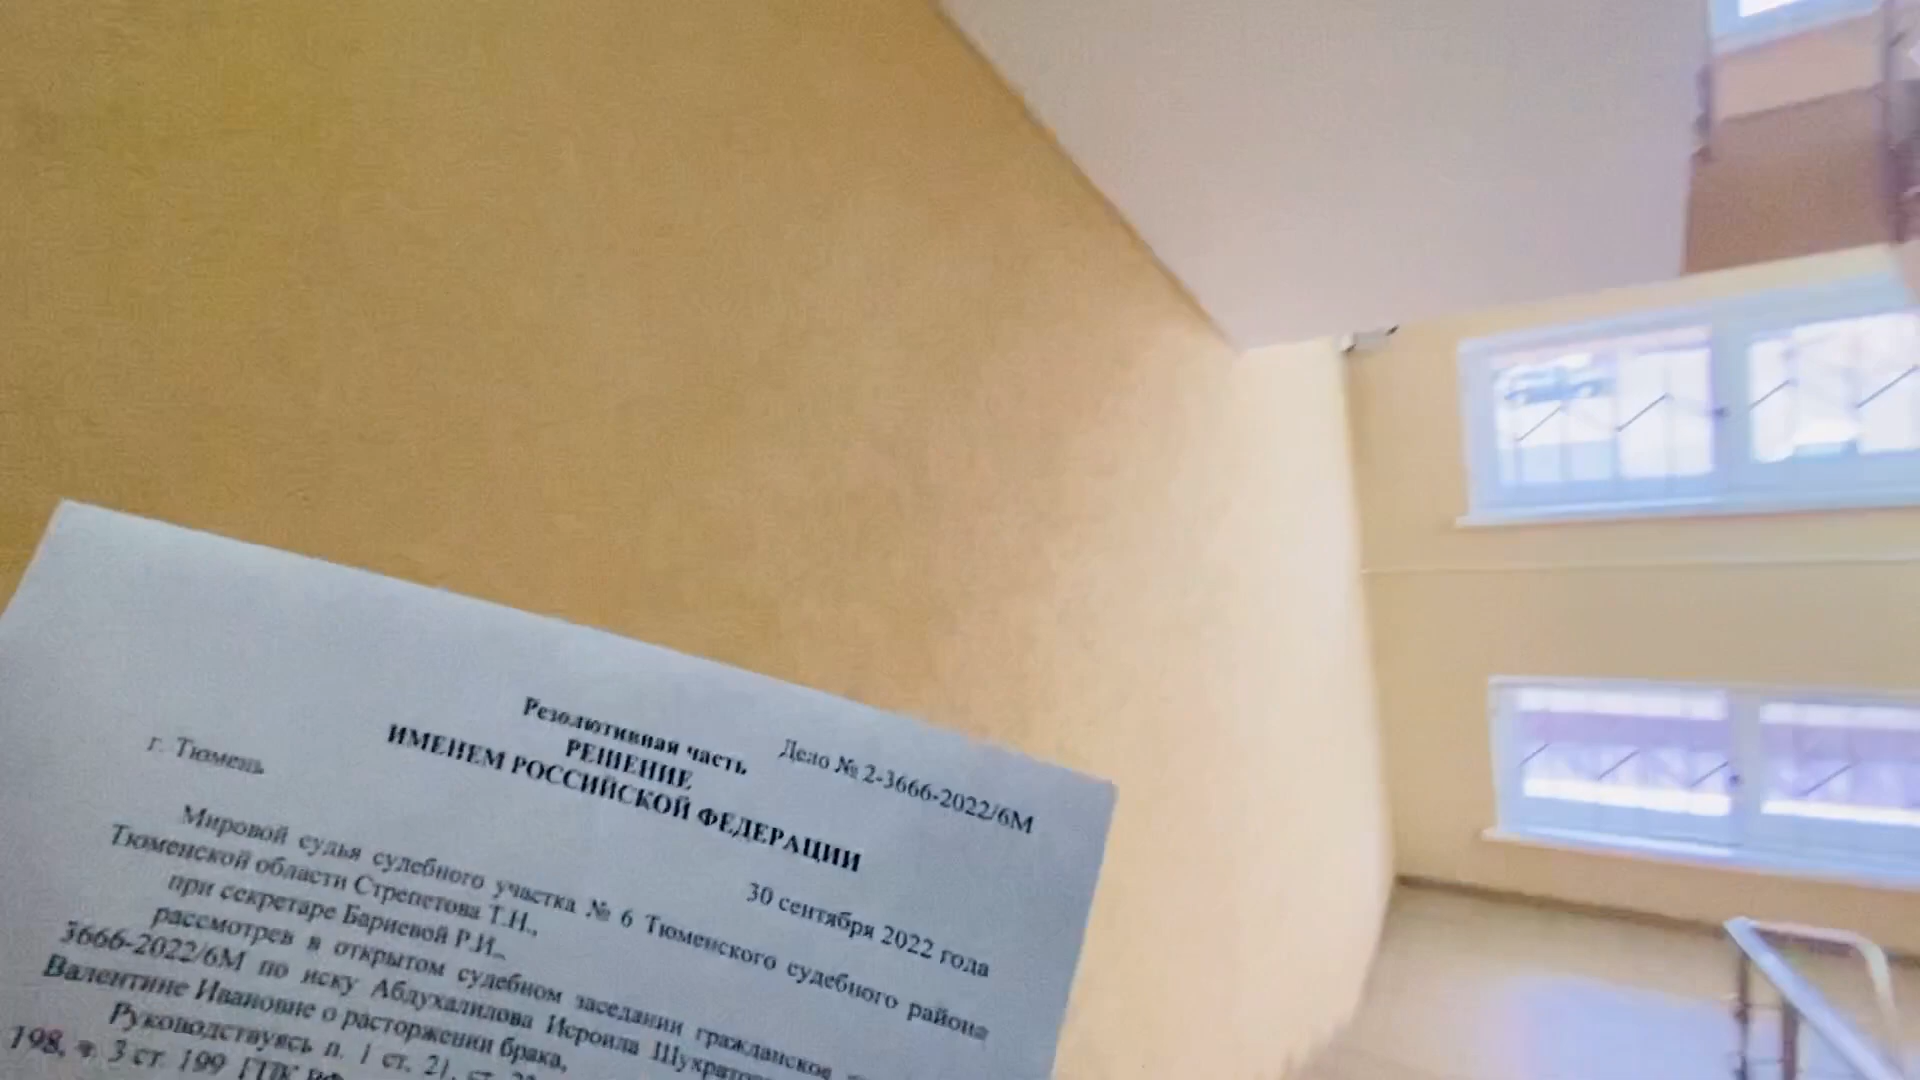 Дело № 2-3666-2022/6М
Резолютивная часть
РЕШЕНИЕ
ИМЕНЕМ РОССИЙСКОЙ ФЕДЕРАЦИИ
г. Тюмень
30 сентября 2022 года
Мировой судья судебного участка № 6 Тюменского судебного района
Тюменской области Стрепетова Т.Н.,
при секретаре Бариевой Р.И.,
рассмотрев в открытом судебном заседании гражданское
3666-2022/6М по иску Абдухалилова Исроила
Валентине Ивановне о расторжении брака,
Руководствуясь п. 1 ст. 21,
198, ч. 3 ст. 199 ГПК РФ